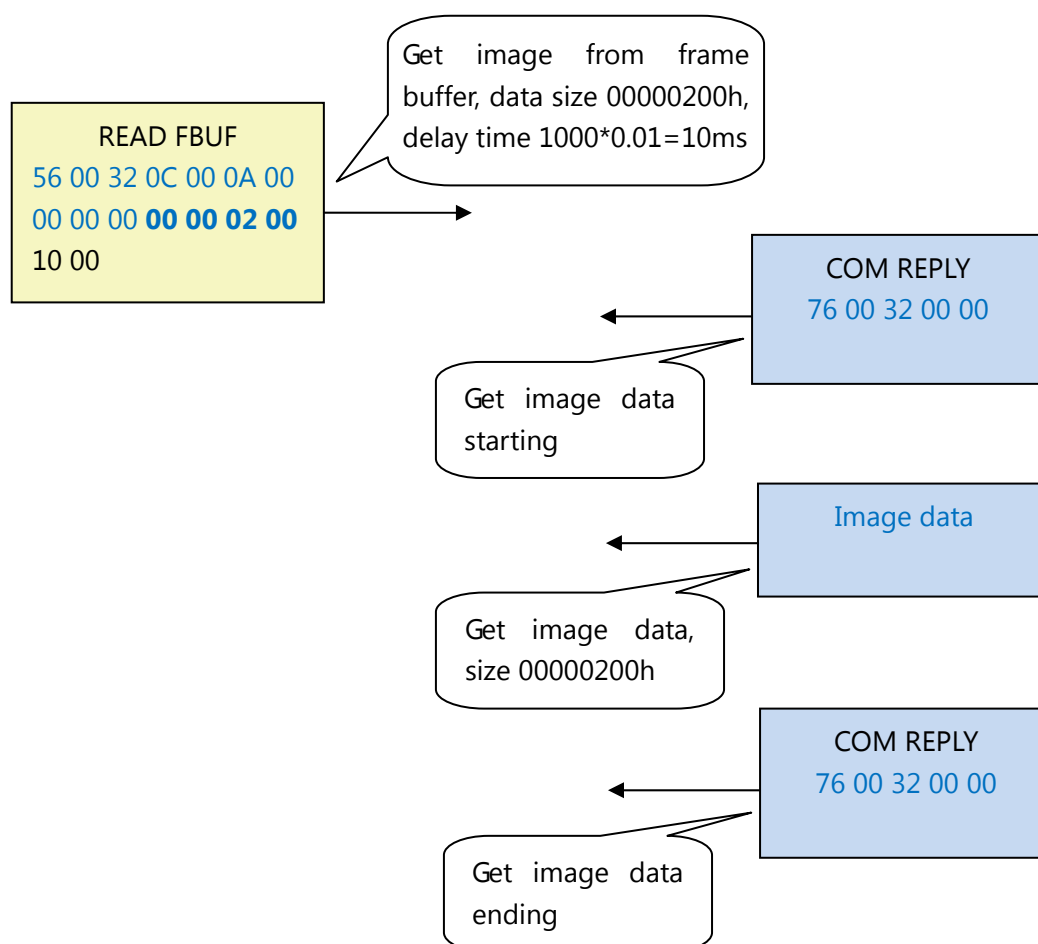 Get image from frame
buffer, data size 00000200h,
delay time 1000*0.01=10ms
READ FBUF
56 00 32 0C 00 0A 00
00 00 00 00 00 02 00
10 00
COM REPLY
76 00 32 00 00
Get image data
starting
Image data
Get image data,
size 00000200h
COM REPLY
76 00 32 00 00
Get image data
ending